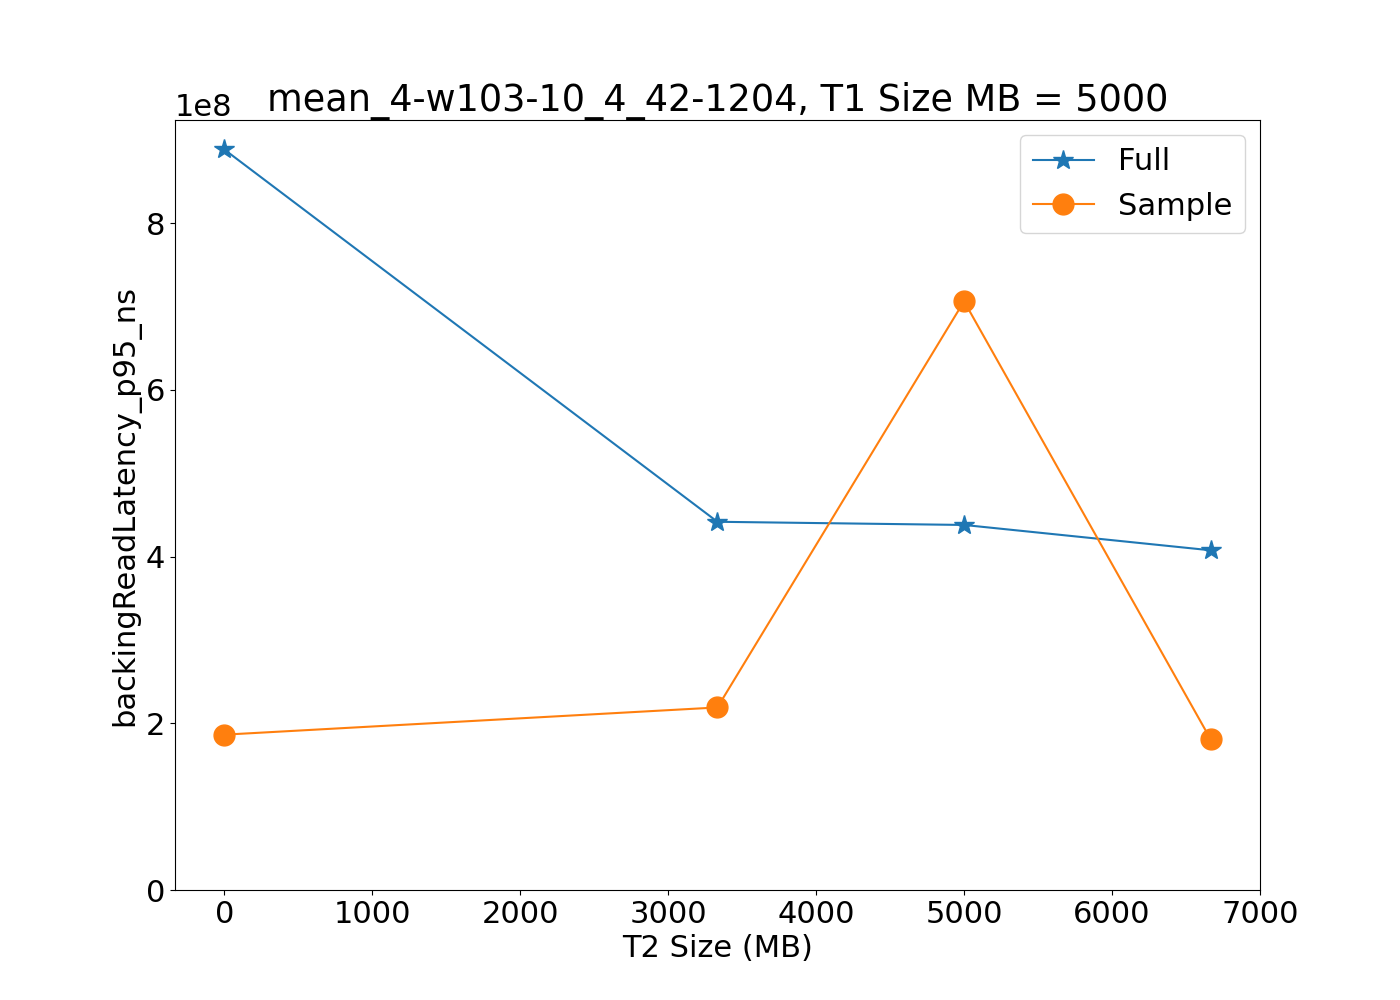 1e8
mean_4-w103-10_4_42-1204, T1 Size MB = 5000
Full
Sample
backingReadLatency_p95_ns
8
6
4
2
0
0 1000 2000 3000 4000 5000 6000 7000
T2 Size (MB)